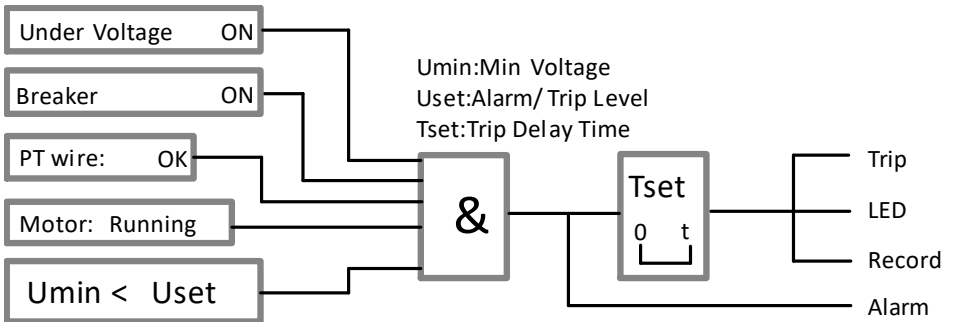 Under Voltage ON
Breaker ON
PT wire: OK
Motor: Running
Umin < Uset
Umin:Min Voltage
Uset:Alarm/ Trip Level
Tset:Trip Delay Time
&
Tset
0 t
Trip
LED
Record
Alarm